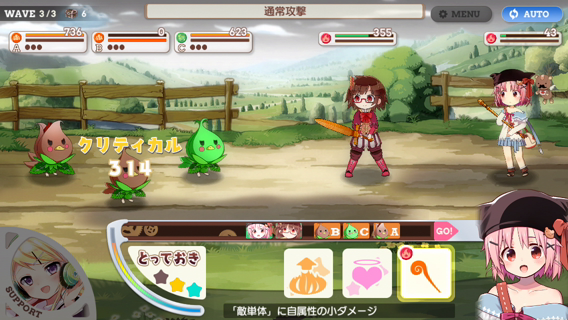 WAVE 3/3 6
通常攻撃
MENU
AUTO
736
A
0
B
623
C
355
43
クリティカル
314
B C A GO!
とっておき
SUPPORT
「敵単体」に自属性の小ダメージ